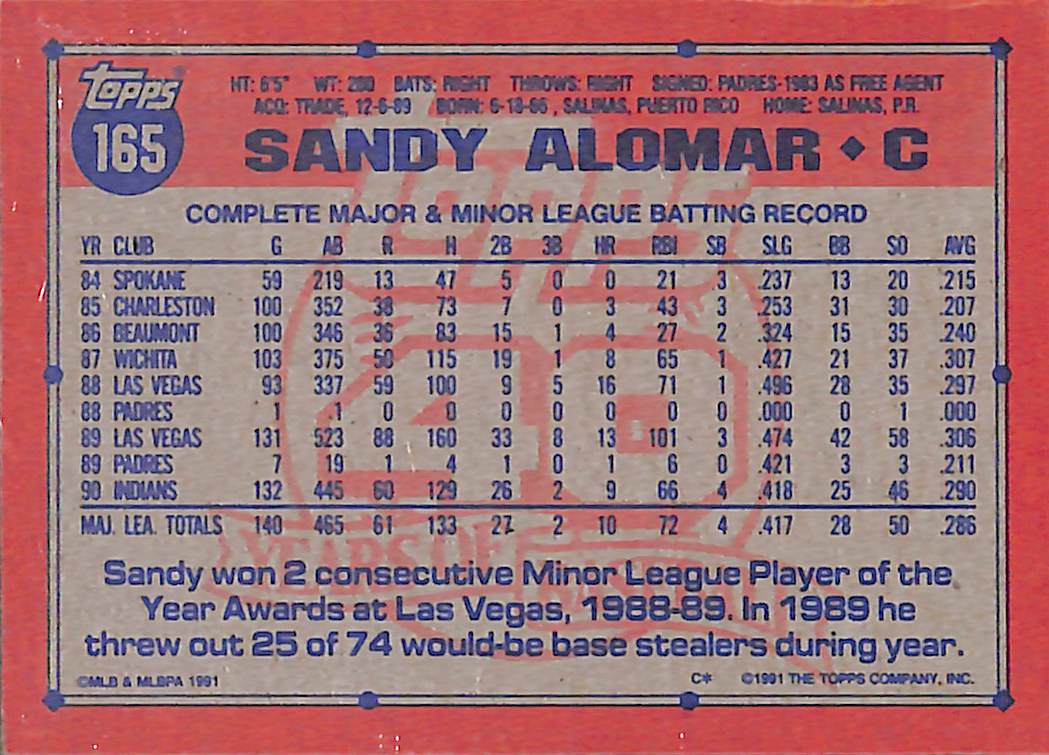 Topps
165
HT: 6'5" WT: 200 BATS: RIGHT THROWS: RIGHT SIGNED: PADRES-1983 AS FREE AGENT
ACQ: TRADE, 12-6-89 BORN: 6-18-66, SALINAS, PUERTO RICO HOME: SALINAS, P.R.
SANDY ALOMAR ◆ C
COMPLETE MAJOR & MINOR LEAGUE BATTING RECORD
YR CLUB G AB R H 2B 3B HR RBI SB SLG BB SO AVG
84 SPOKANE 59 219 13 47 5 0 0 21 3 .237 13 20 .215
85 CHARLESTON 100 352 38 73 7 0 3 43 3 .253 31 30 .207
86 BEAUMONT 100 346 36 83 15 1 4 27 2 .324 15 35 .240
87 WICHITA 103 375 50 115 19 1 8 65 1 .427 21 37 .307
88 LAS VEGAS 93 337 59 100 9 5 16 71 1 .496 28 35 .297
88 PADRES 1 1 0 0 0 0 0 0 0 .000 0 1 .000
89 LAS VEGAS 131 523 88 160 33 8 13 101 3 .474 42 58 .306
89 PADRES 7 19 1 4 1 0 1 6 0 .421 3 3 .211
90 INDIANS 132 445 60 129 26 2 9 66 4 .418 25 46 .290
MAJ. LEA. TOTALS 140 465 61 133 27 2 10 72 4 .417 28 50 .286
Topps
40
YEARS OF
Sandy won 2 consecutive Minor League Player of the
Year Awards at Las Vegas, 1988-89. In 1989 he
threw out 25 of 74 would-be base stealers during year.
©MLB & MLBPA 1991 C* ©1991 THE TOPPS COMPANY, INC.